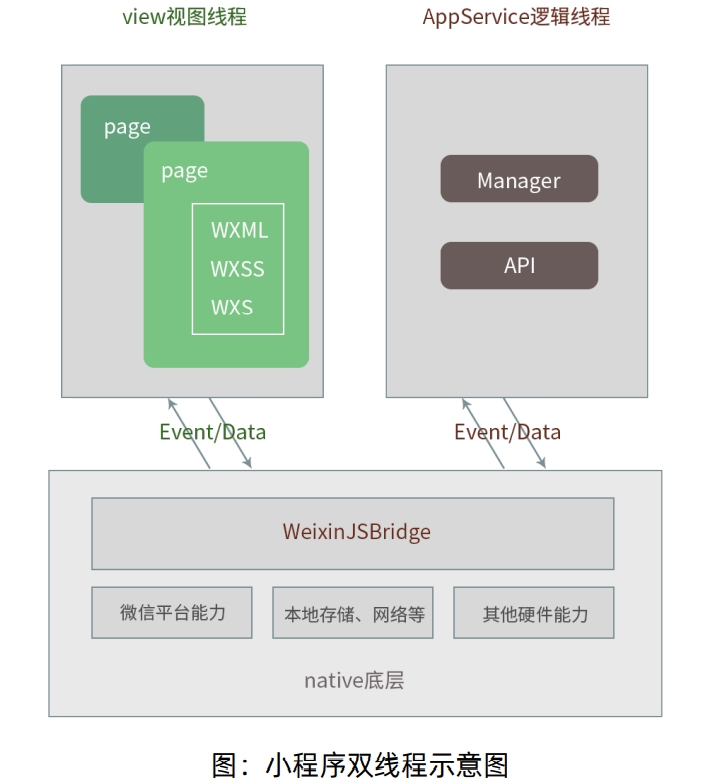 view视图线程
AppService逻辑线程
page
page
WXML
WXSS
WXS
Manager
API
Event/Data
Event/Data
WeixinJSBridge
微信平台能力
本地存储、网络等
其他硬件能力
native底层
图：小程序双线程示意图